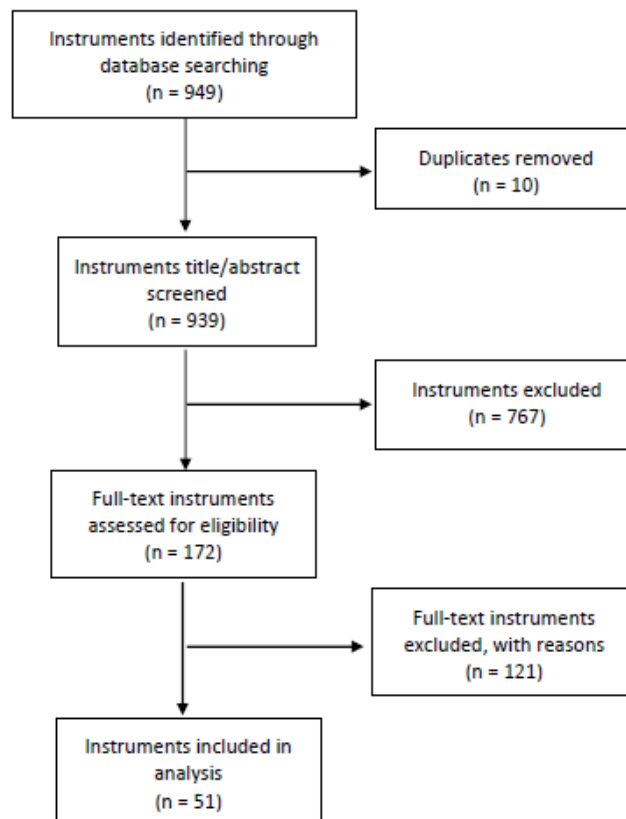 Instruments identified through
database searching
(n = 949)
Duplicates removed
(n = 10)
Instruments title/abstract
screened
(n = 939)
Instruments excluded
(n = 767)
Full-text instruments
assessed for eligibility
(n = 172)
Full-text instruments
excluded, with reasons
(n = 121)
Instruments included in
analysis
(n = 51)